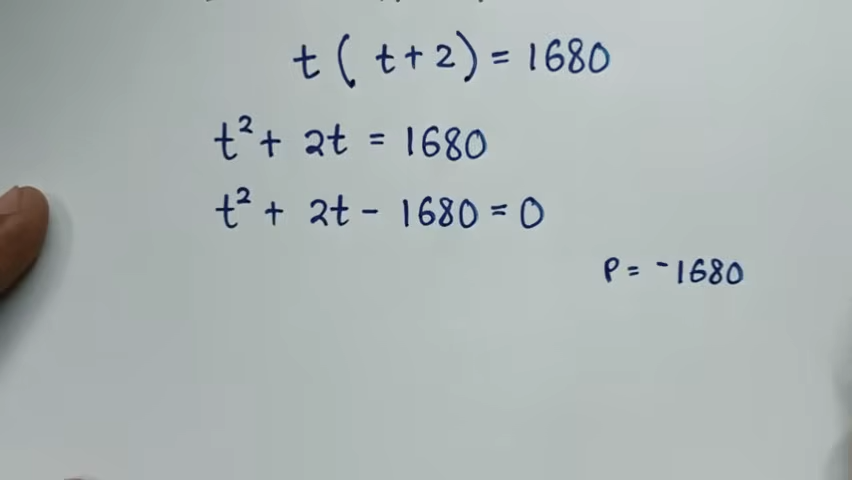 t ( t + 2) = 1680
t² + 2t = 1680
t² + 2t - 1680 = 0
P = -1680